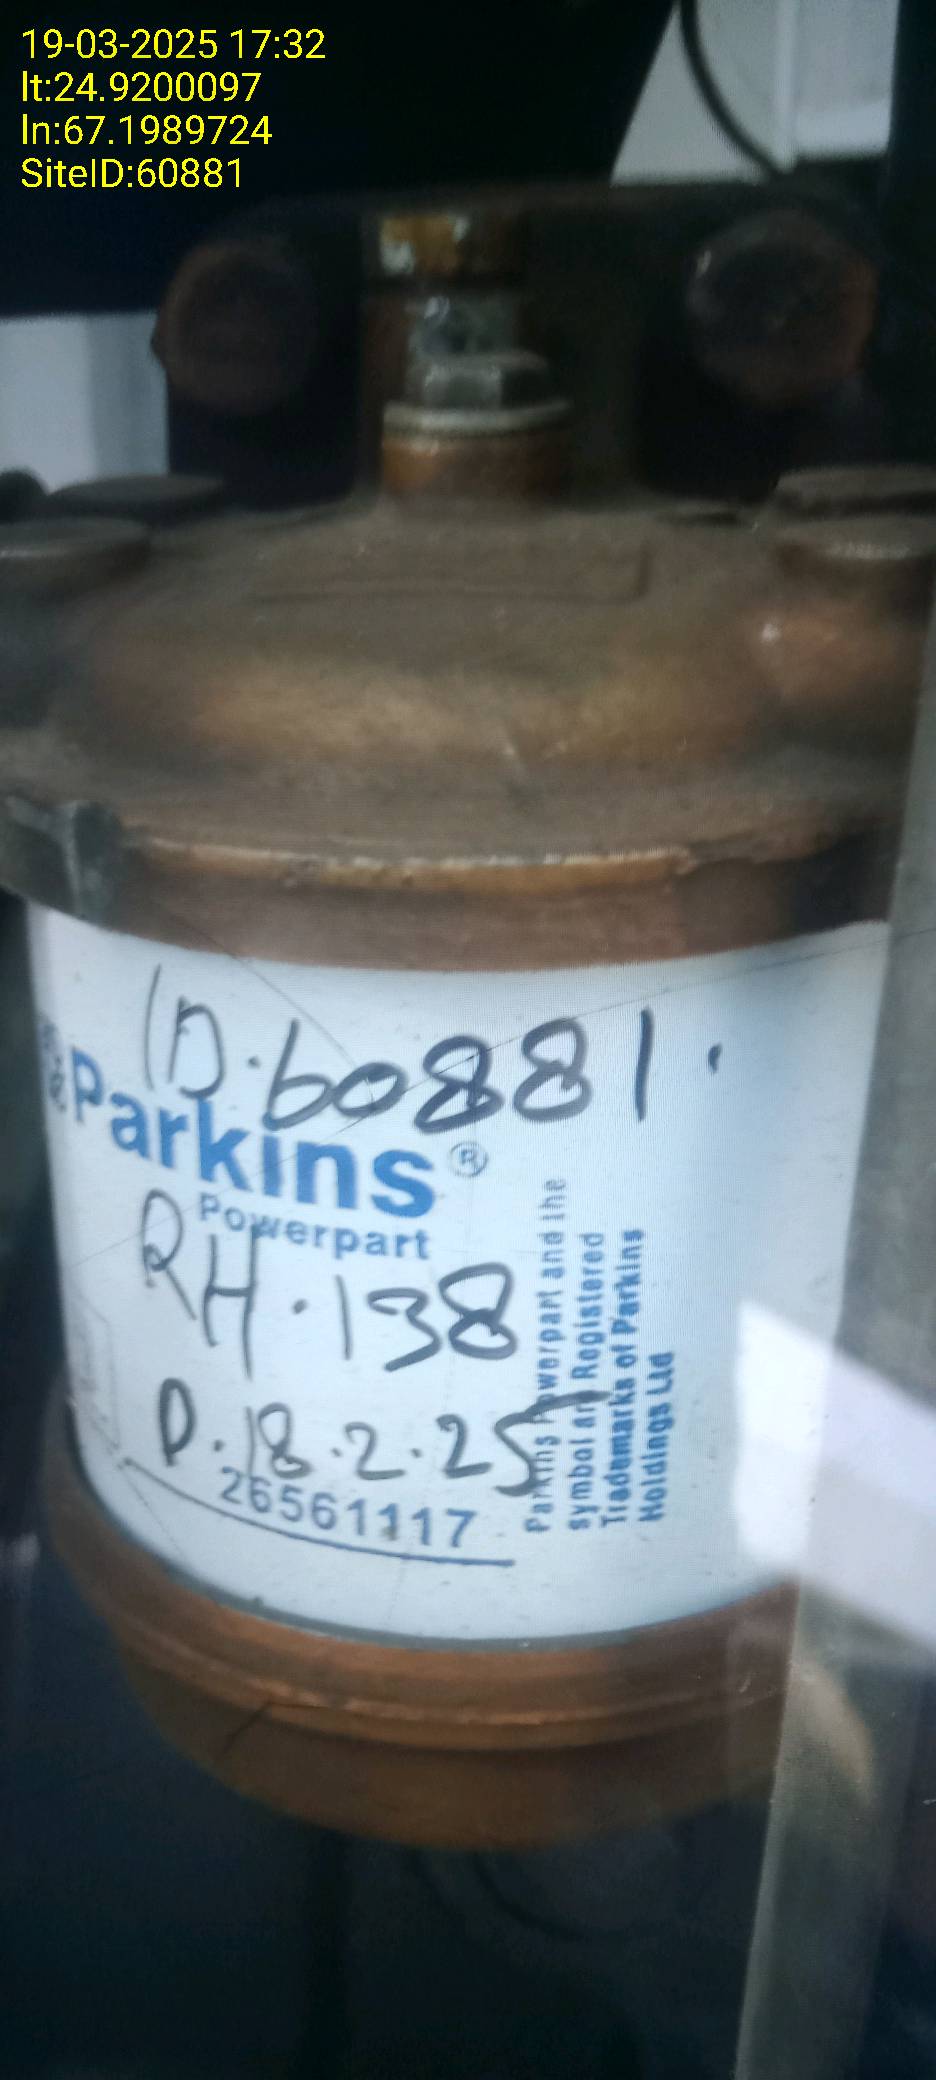 19-03-2025 17:32
lt:24.9200097
ln:67.1989724
SiteID:60881
ID.60881.
Parkins®
Powerpart
RH.138
D.18.2.25
26561117
Parkins Powerpart and the
Symbol are Registered
Trademarks of Parkins
Holdings Ltd